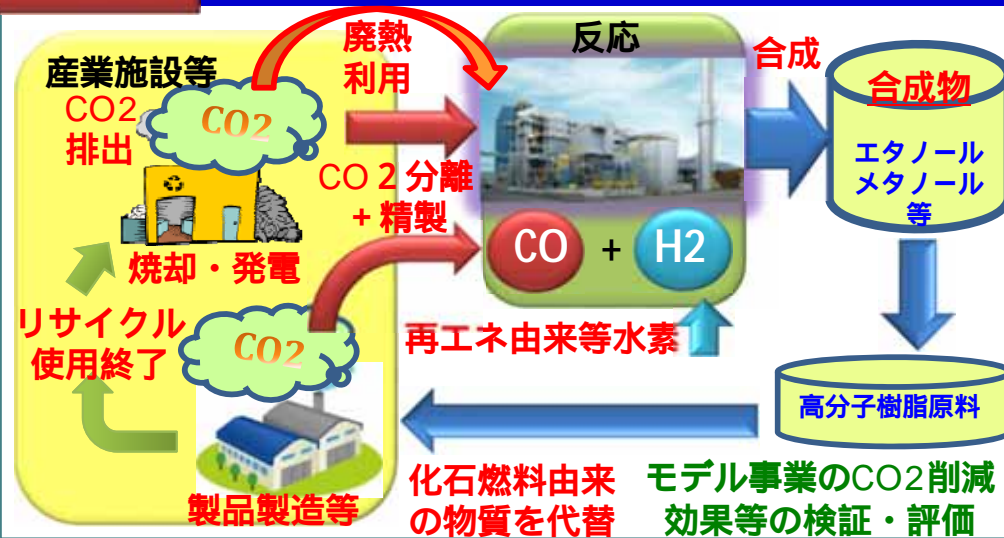 産業施設等
CO2
排出
CO2
焼却・発電
リサイクル
使用終了
CO2
製品製造等
廃熱
利用
CO２分離
+精製
反応
CO + H2
再エネ由来等水素
合成
合成物
エタノール
メタノール
等
高分子樹脂原料
化石燃料由来
の物質を代替
モデル事業のCO2削減
効果等の検証・評価